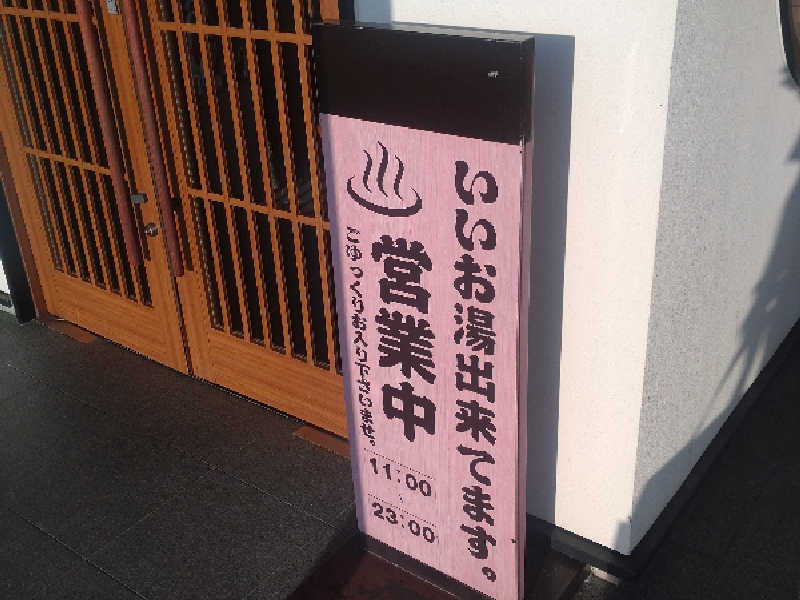 いいお湯出来てます。
営業中
ごゆっくりお入り下さいませ。
11:00
~
23:00